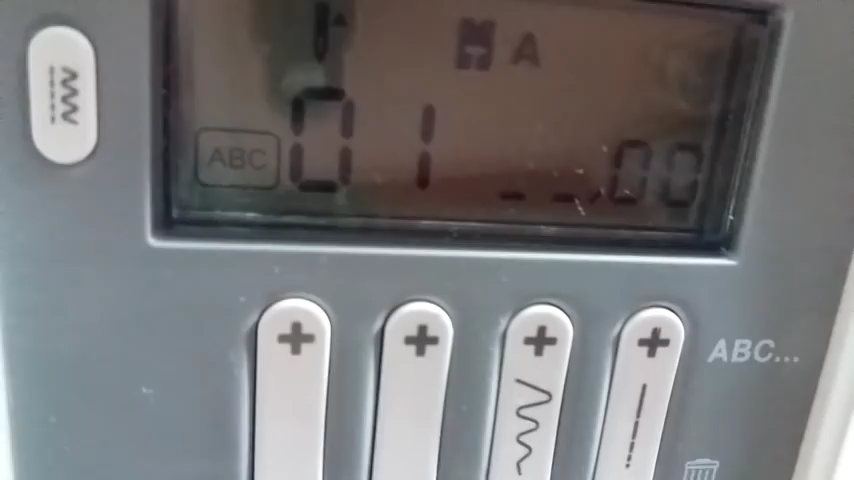 A
ABC 01 _ _.00
+ + + +
ABC...